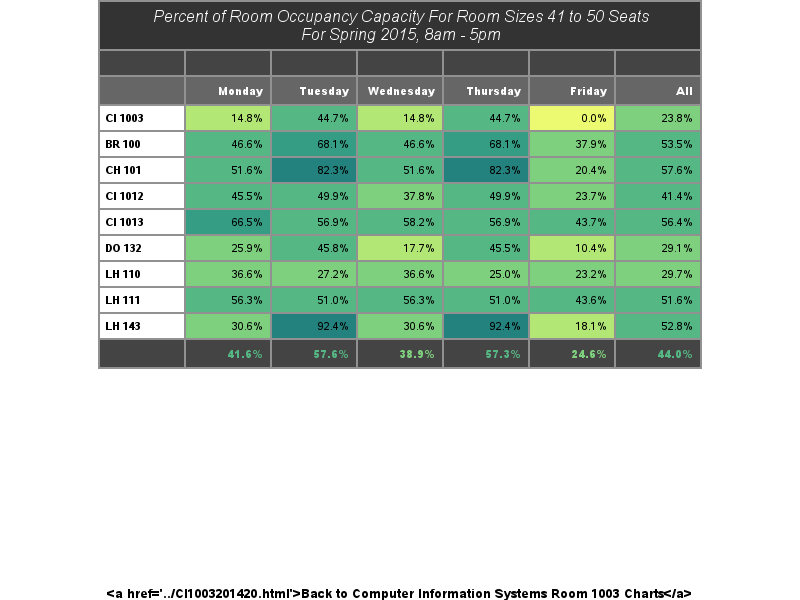 Percent of Room Occupancy Capacity For Room Sizes 41 to 50 Seats
For Spring 2015, 8am - 5pm
Monday Tuesday Wednesday Thursday Friday All
CI 1003 14.8% 44.7% 14.8% 44.7% 0.0% 23.8%
BR 100 46.6% 68.1% 46.6% 68.1% 37.9% 53.5%
CH 101 51.6% 82.3% 51.6% 82.3% 20.4% 57.6%
CI 1012 45.5% 49.9% 37.8% 49.9% 23.7% 41.4%
CI 1013 66.5% 56.9% 58.2% 56.9% 43.7% 56.4%
DO 132 25.9% 45.8% 17.7% 45.5% 10.4% 29.1%
LH 110 36.6% 27.2% 36.6% 25.0% 23.2% 29.7%
LH 111 56.3% 51.0% 56.3% 51.0% 43.6% 51.6%
LH 143 30.6% 92.4% 30.6% 92.4% 18.1% 52.8%
41.6% 57.6% 38.9% 57.3% 24.6% 44.0%
<a href='../CI1003201420.html'>Back to Computer Information Systems Room 1003 Charts</a>